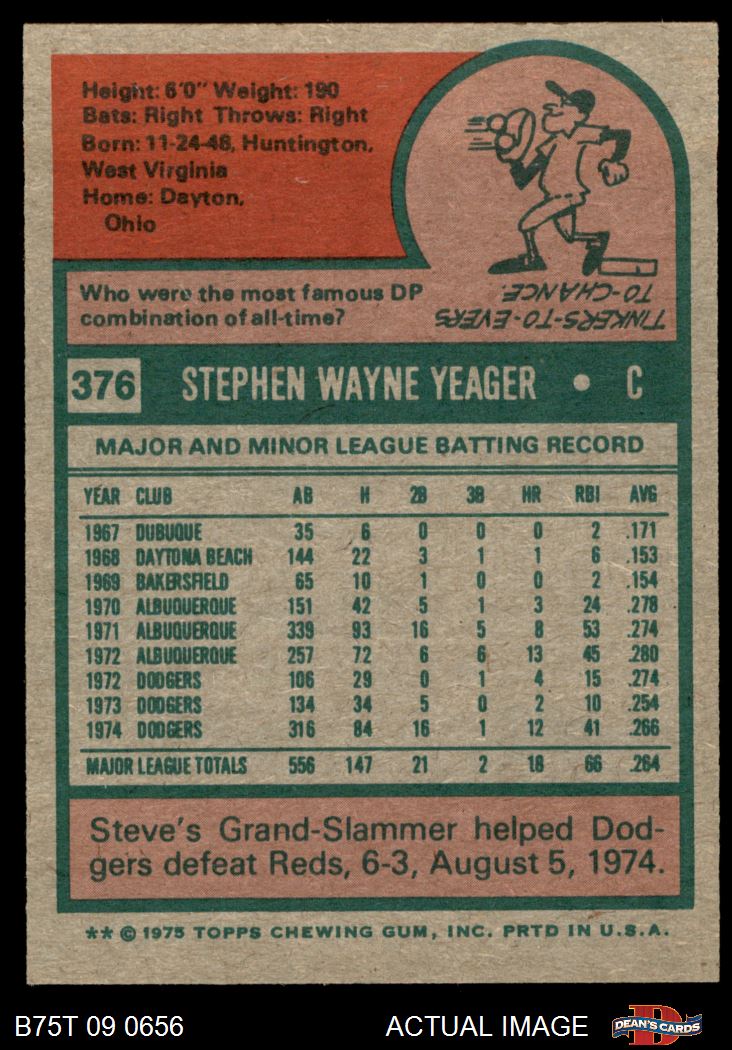 Height: 6'0" Weight: 190
Bats: Right Throws: Right
Born: 11-24-48, Huntington,
West Virginia
Home: Dayton,
Ohio
Who were the most famous DP
combination of all-time?
TINKERS-TO-EVERS
TO-CHANCE.
376 STEPHEN WAYNE YEAGER • C
MAJOR AND MINOR LEAGUE BATTING RECORD
YEAR CLUB AB H 2B 3B HR RBI AVG
1967 DUBUQUE 35 6 0 0 0 2 .171
1968 DAYTONA BEACH 144 22 3 1 1 6 .153
1969 BAKERSFIELD 65 10 1 0 0 2 .154
1970 ALBUQUERQUE 151 42 5 1 3 24 .278
1971 ALBUQUERQUE 339 93 16 5 8 53 .274
1972 ALBUQUERQUE 257 72 6 6 13 45 .280
1972 DODGERS 106 29 0 1 4 15 .274
1973 DODGERS 134 34 5 0 2 10 .254
1974 DODGERS 316 84 16 1 12 41 .266
MAJOR LEAGUE TOTALS 556 147 21 2 18 66 .264
Steve's Grand-Slammer helped Dod-
gers defeat Reds, 6-3, August 5, 1974.
** © 1975 TOPPS CHEWING GUM, INC. PRTD IN U.S.A.
B75T 09 0656 ACTUAL IMAGE D DEAN'S CARDS